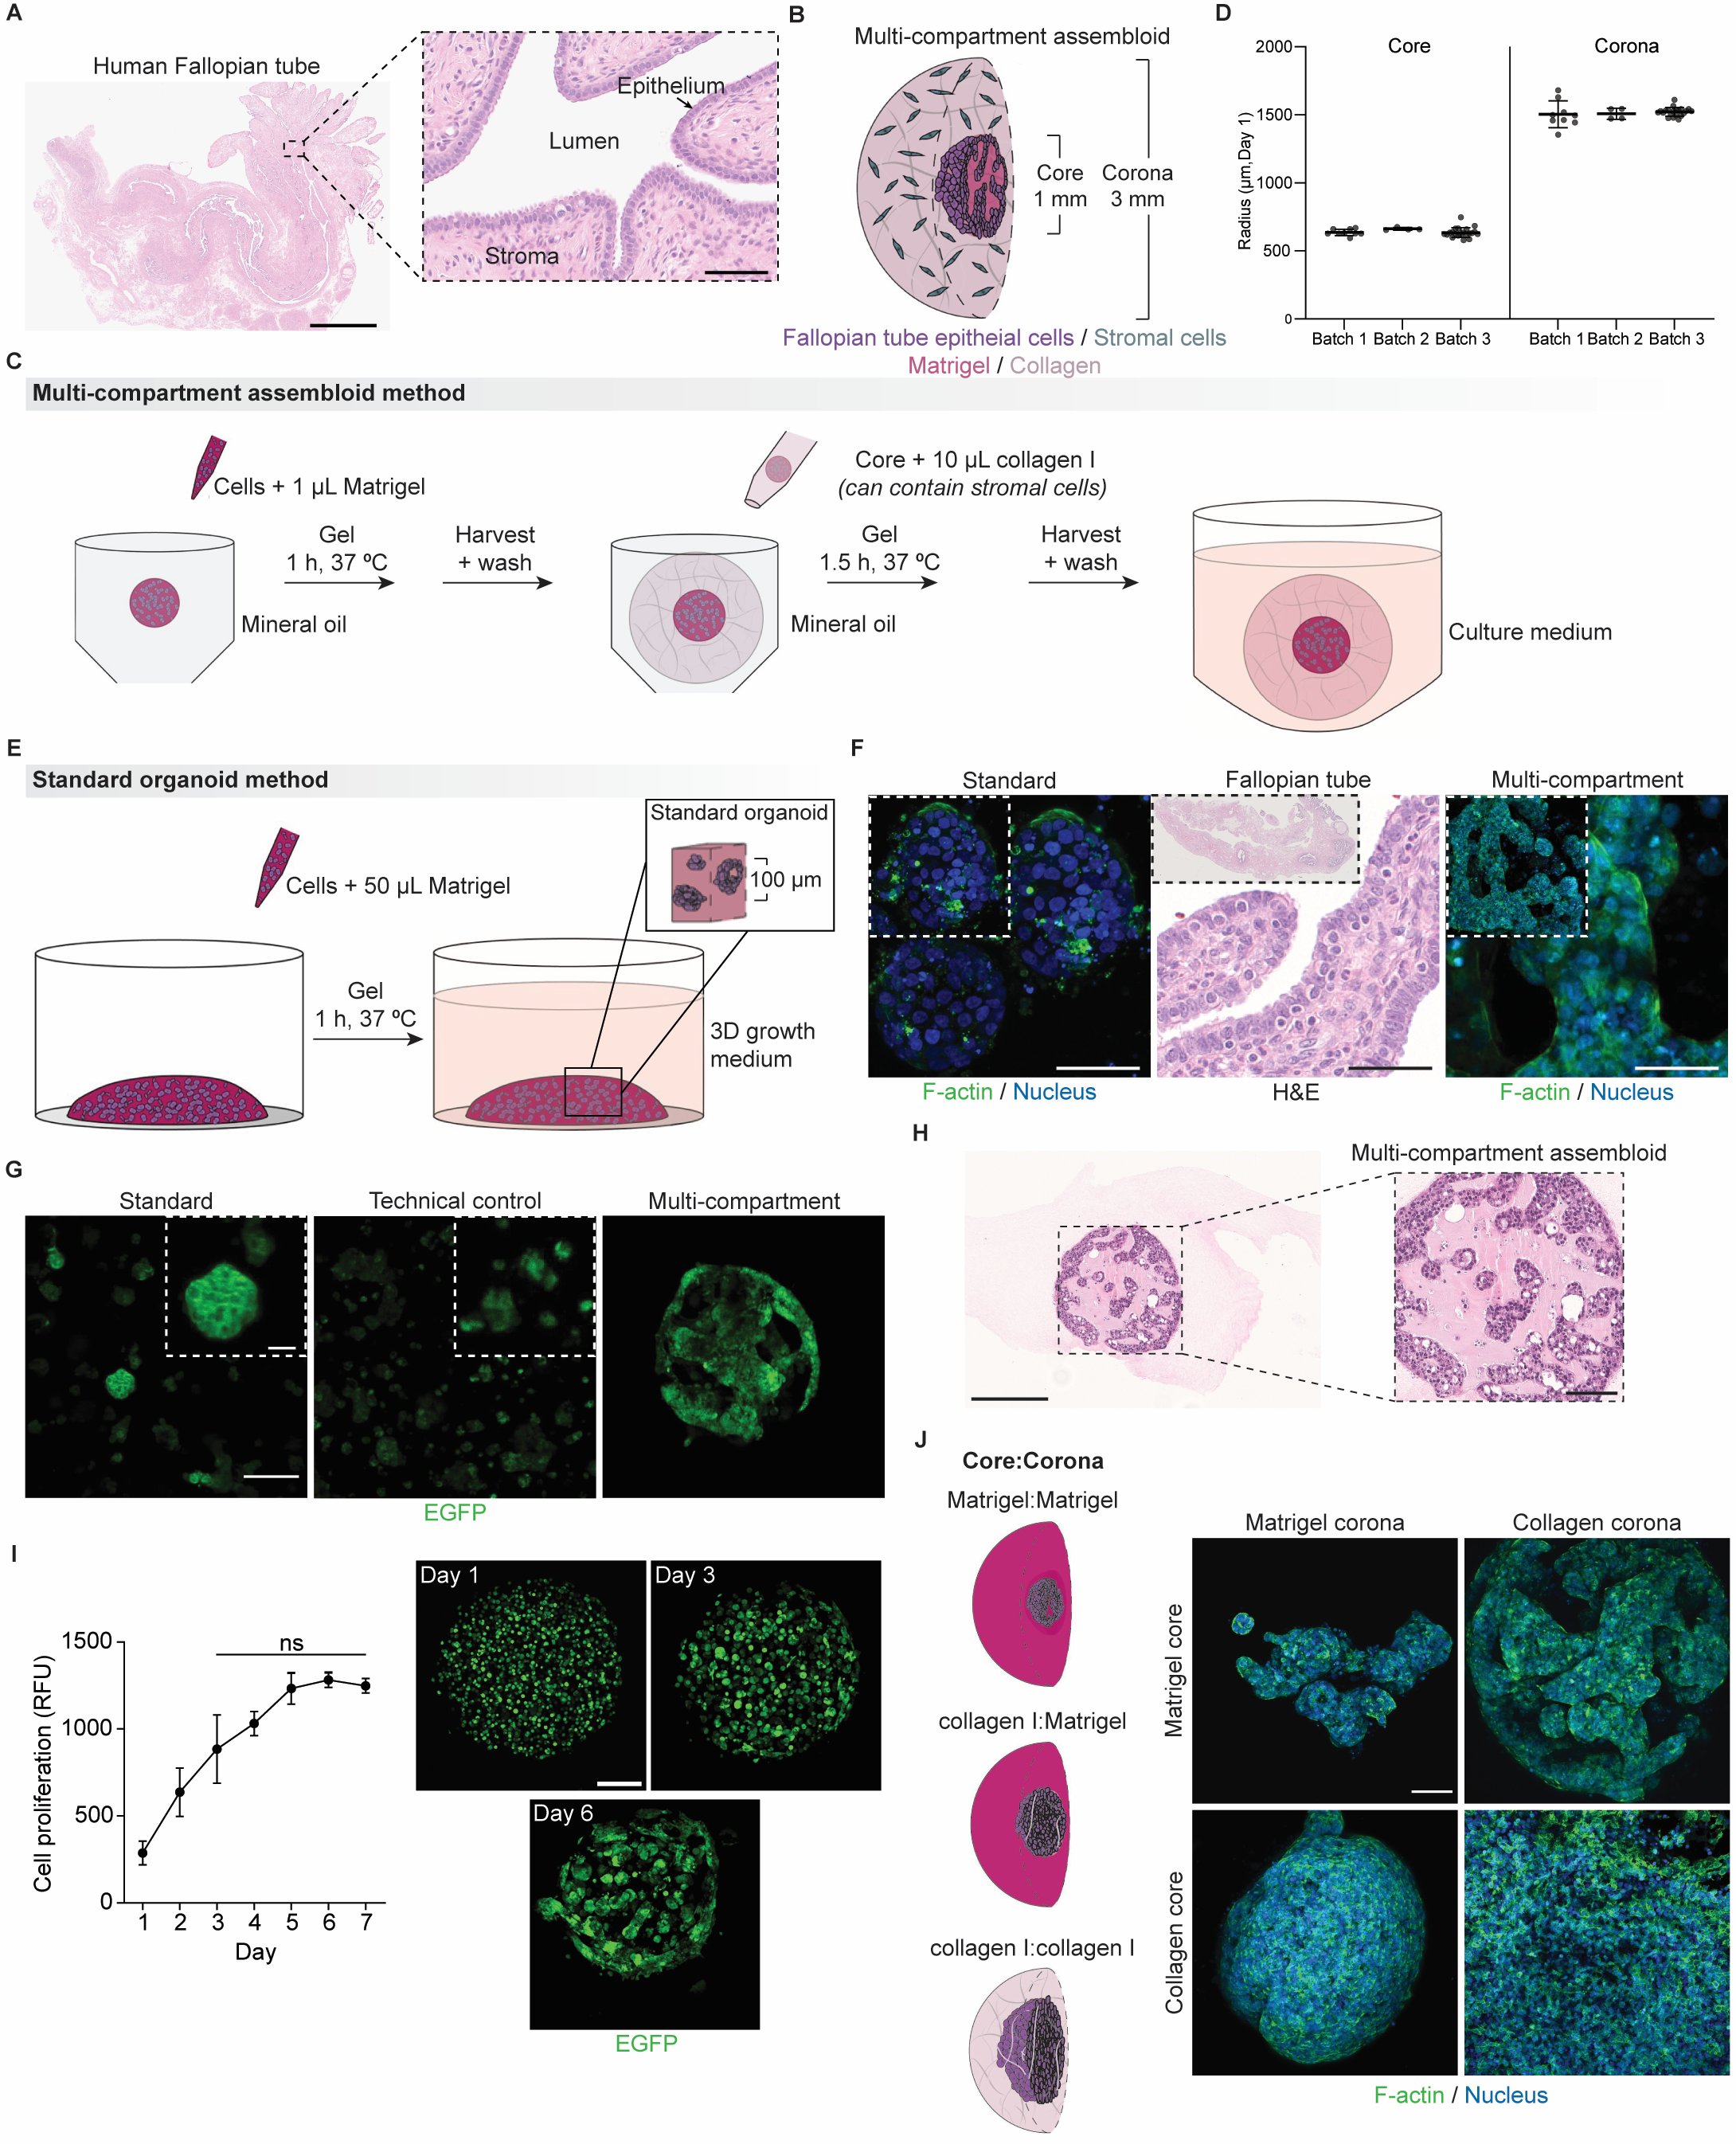 A
Human Fallopian tube
Epithelium
Lumen
Stroma
B
Multi-compartment assembloid
Core
1 mm
Corona
3 mm
Fallopian tube epitheial cells / Stromal cells
Matrigel / Collagen
D
Core
Corona
Radius (µm,Day 1)
2000
1500
1000
500
0
Batch 1 Batch 2 Batch 3
Batch 1 Batch 2 Batch 3
C
Multi-compartment assembloid method
Cells + 1 µL Matrigel
Gel
1 h, 37 ºC
Harvest
+ wash
Mineral oil
Core + 10 µL collagen I
(can contain stromal cells)
Gel
1.5 h, 37 ºC
Harvest
+ wash
Mineral oil
Culture medium
E
Standard organoid method
Cells + 50 µL Matrigel
Gel
1 h, 37 ºC
Standard organoid
100 µm
3D growth
medium
F
Standard
Fallopian tube
Multi-compartment
F-actin / Nucleus
H&E
F-actin / Nucleus
G
Standard
Technical control
Multi-compartment
EGFP
H
Multi-compartment assembloid
I
Cell proliferation (RFU)
1500
1000
500
0
ns
1 2 3 4 5 6 7
Day
Day 1
Day 3
Day 6
EGFP
J
Core:Corona
Matrigel:Matrigel
collagen I:Matrigel
collagen I:collagen I
Matrigel corona
Collagen corona
Matrigel core
Collagen core
F-actin / Nucleus